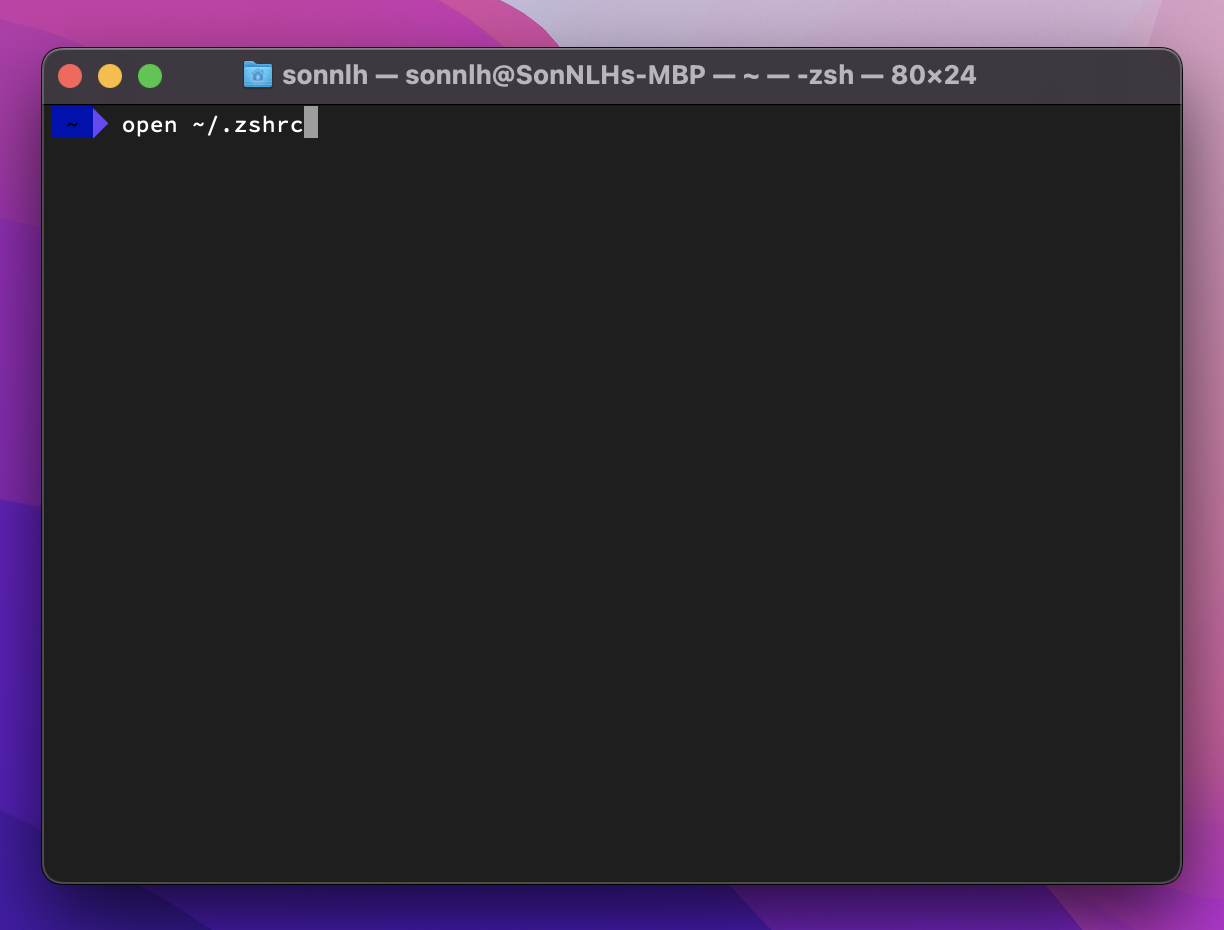 sonnlh — sonnlh@SonNLHs-MBP — ~ — -zsh — 80×24
~ open ~/.zshrc